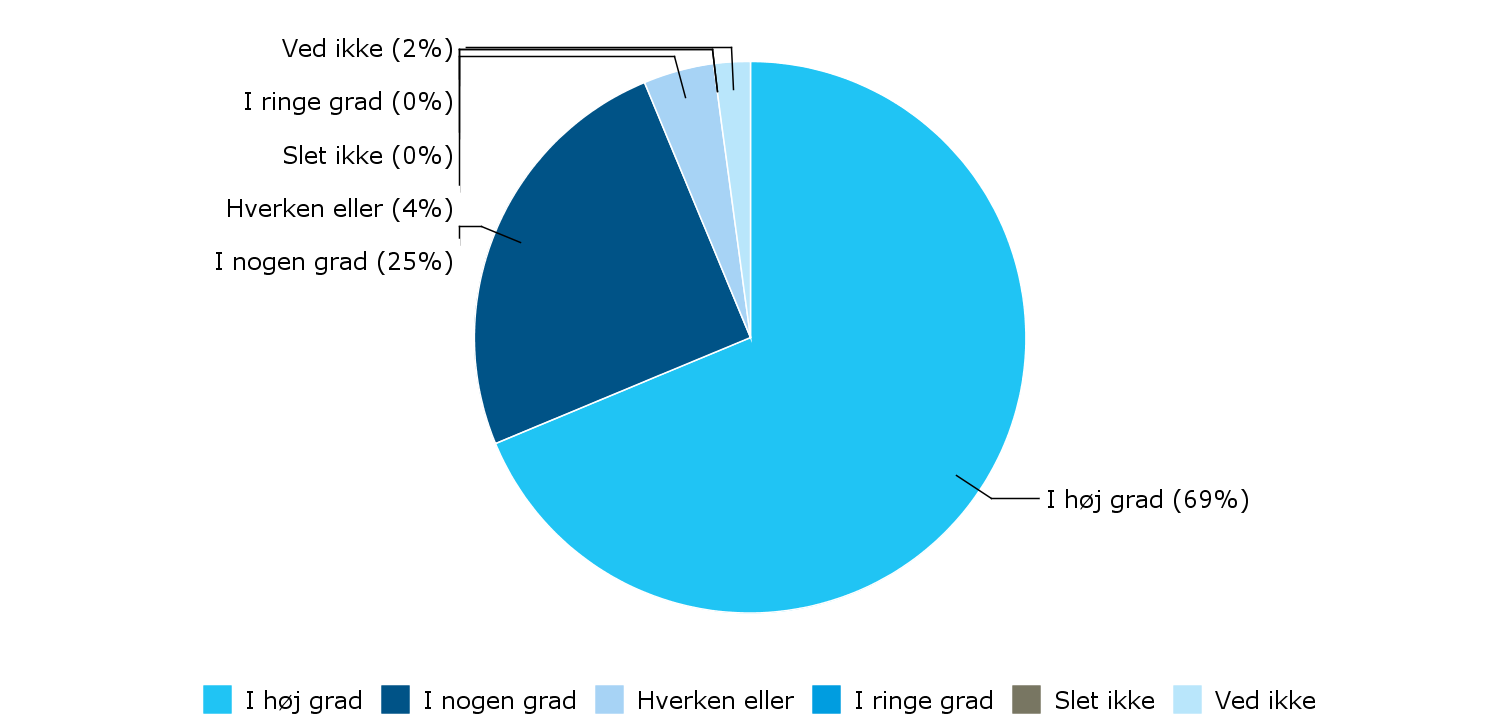 Ved ikke (2%)
I ringe grad (0%)
Slet ikke (0%)
Hverken eller (4%)
I nogen grad (25%)
I høj grad (69%)
I høj grad I nogen grad Hverken eller I ringe grad Slet ikke Ved ikke